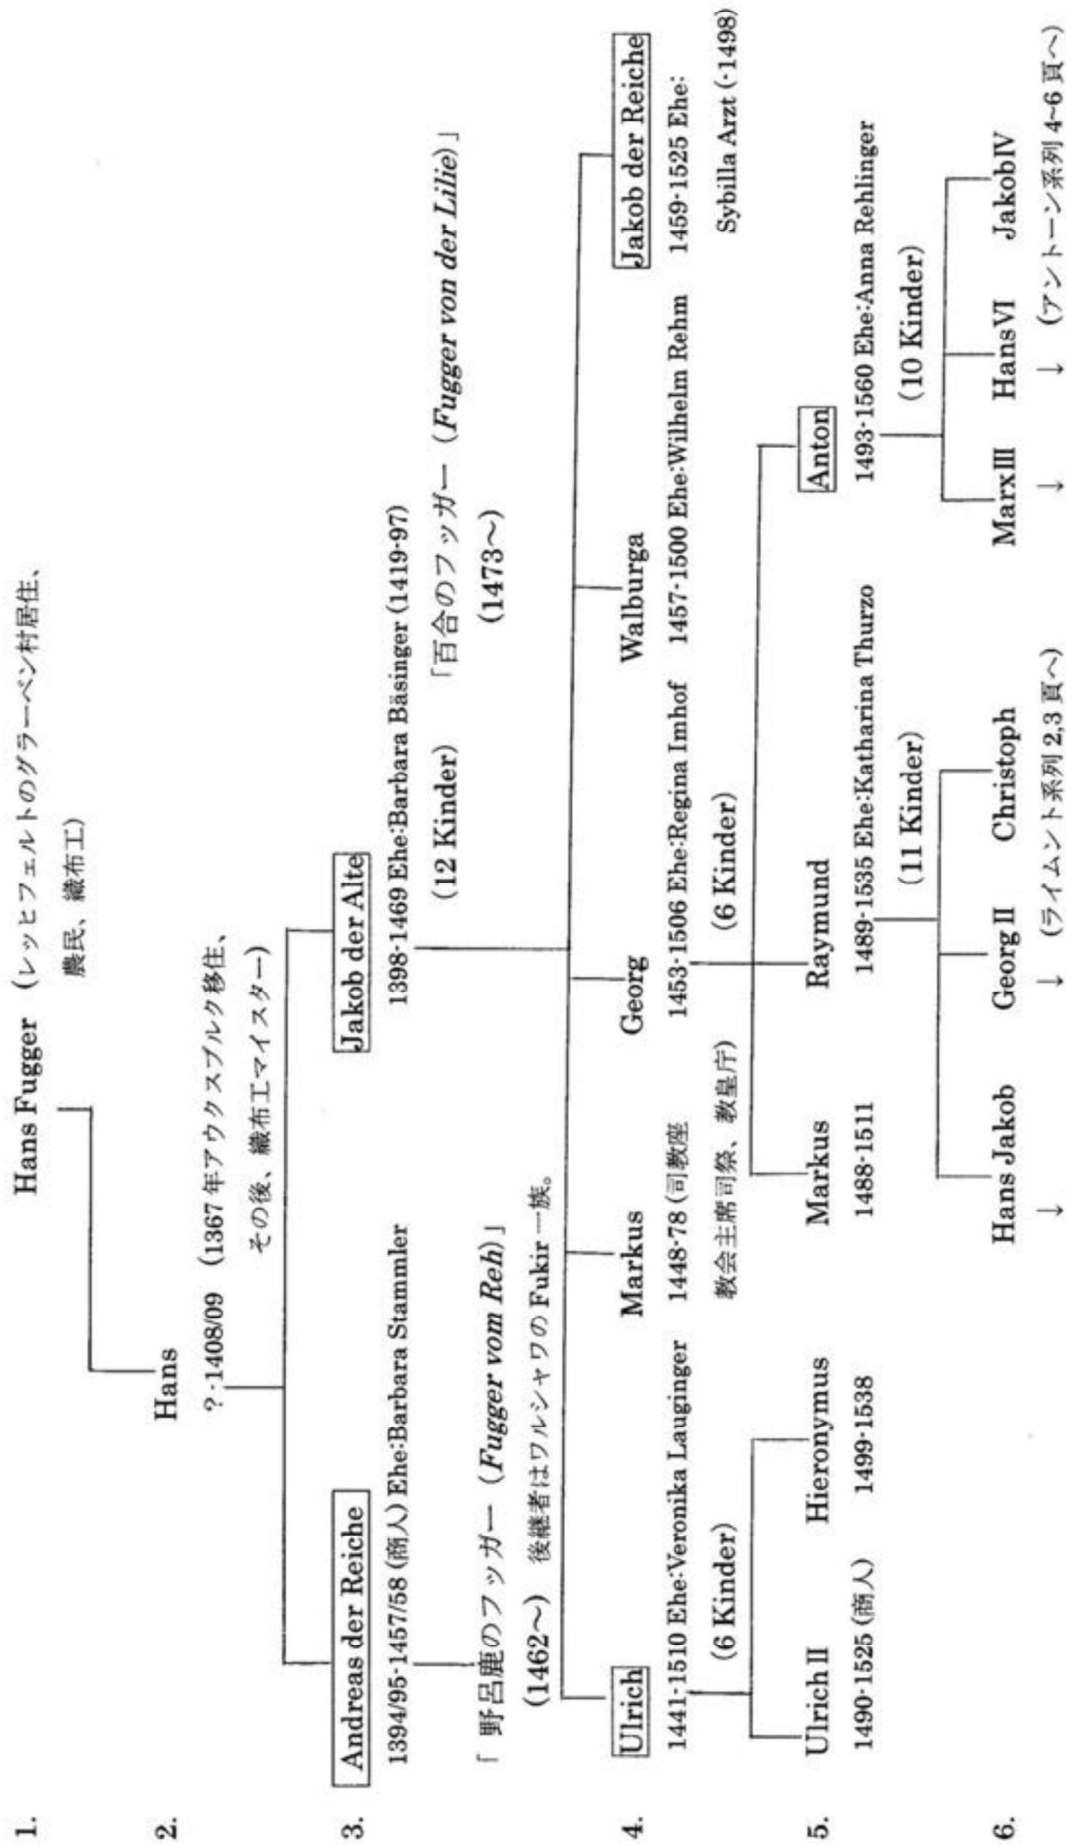 1. Hans Fugger (レッヒフェルトのグラーベン村居住、
農民、織布工)
2. Hans
?-1408/09 (1367年アウクスブルク移住、
その後、織布工マイスター)
3. Andreas der Reiche Jakob der Alte
1394/95-1457/58 (商人) Ehe:Barbara Stammler 1398-1469 Ehe:Barbara Bäsinger (1419-97)
(12 Kinder) 「百合のフッガー (Fugger von der Lilie)」
「 野呂鹿のフッガー (Fugger vom Reh)」 (1473〜)
(1462〜) 後継者はワルシャワの Fukir 一族。
4. Ulrich Markus Georg Walburga Jakob der Reiche
1441-1510 Ehe:Veronika Lauginger 1448-78 (司教座 1453-1506 Ehe:Regina Imhof 1457-1500 Ehe:Wilhelm Rehm 1459-1525 Ehe:
(6 Kinder) 教会主席司祭、教皇庁) (6 Kinder) Sybilla Arzt (-1498)
5. Ulrich II Hieronymus Markus Raymund Anton
1490-1525 (商人) 1499-1538 1488-1511 1489-1535 Ehe:Katharina Thurzo 1493-1560 Ehe:Anna Rehlinger
(11 Kinder) (10 Kinder)
6. Hans Jakob Georg II Christoph MarxⅢ HansⅥ JakobⅣ
↓ ↓ (ライムント系列 2,3 頁へ) ↓ ↓ (アントーン系列 4~6 頁へ)